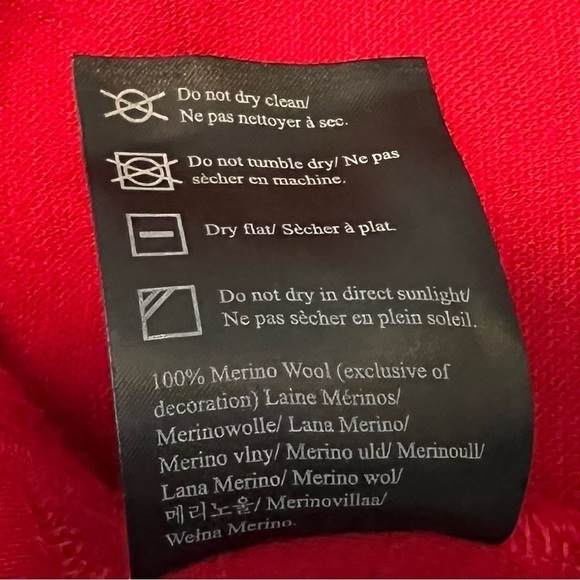 Do not dry clean/
Ne pas nettoyer à sec.
Do not tumble dry/ Ne pas
sècher en machine.
Dry flat/ Sècher à plat.
Do not dry in direct sunlight/
Ne pas sècher en plein soleil.
100% Merino Wool (exclusive of
decoration) Laine Mérinos/
Merinowolle/ Lana Merino/
Merino vlny/ Merino uld/ Merinoull/
Lana Merino/ Merino wol/
메리노울/ Merinovillaa/
Wełna Merino.